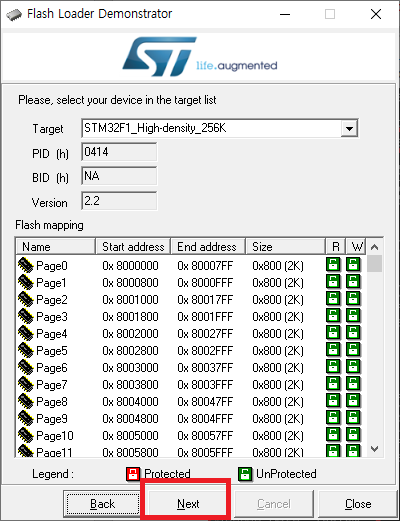 Flash Loader Demonstrator
ST life.augmented
Please, select your device in the target list
Target STM32F1_High-density_256K
PID (h) 0414
BID (h) NA
Version 2.2
Flash mapping
Name Start address End address Size R W
Page0 0x 8000000 0x 80007FF 0x800 (2K)
Page1 0x 8000800 0x 8000FFF 0x800 (2K)
Page2 0x 8001000 0x 80017FF 0x800 (2K)
Page3 0x 8001800 0x 8001FFF 0x800 (2K)
Page4 0x 8002000 0x 80027FF 0x800 (2K)
Page5 0x 8002800 0x 8002FFF 0x800 (2K)
Page6 0x 8003000 0x 80037FF 0x800 (2K)
Page7 0x 8003800 0x 8003FFF 0x800 (2K)
Page8 0x 8004000 0x 80047FF 0x800 (2K)
Page9 0x 8004800 0x 8004FFF 0x800 (2K)
Page10 0x 8005000 0x 80057FF 0x800 (2K)
Page11 0x 8005800 0x 8005FFF 0x800 (2K)
Legend : Protected UnProtected
Back Next Cancel Close